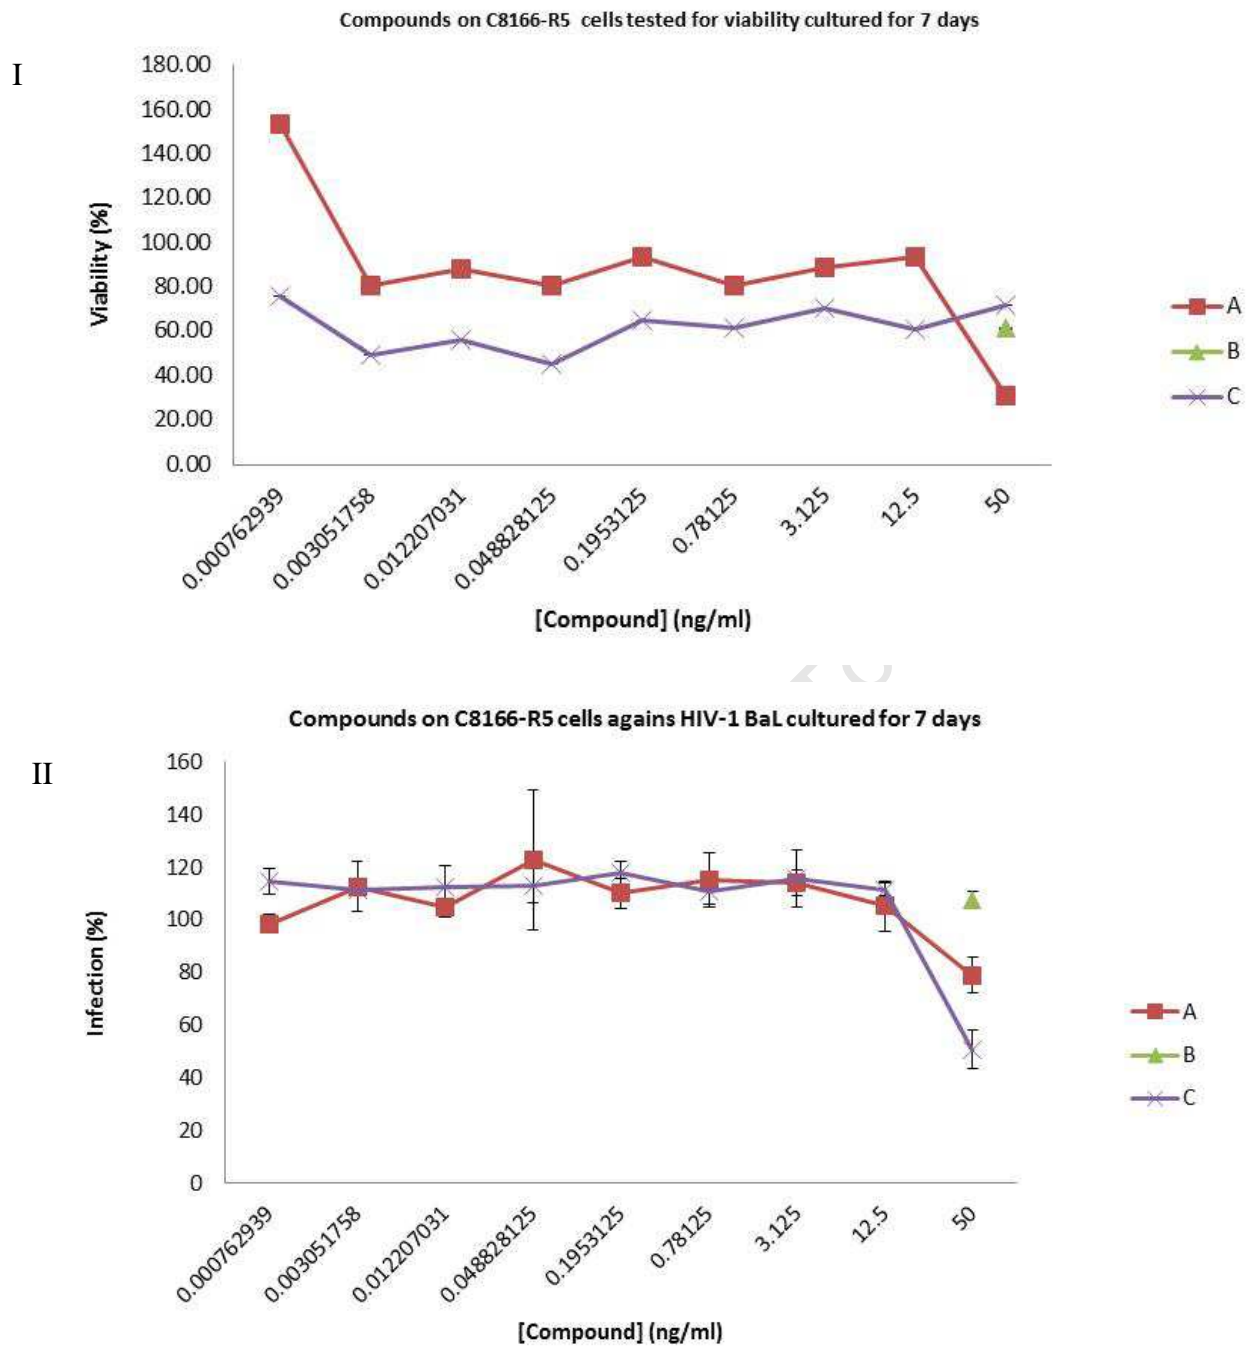 Compounds on C8166-R5 cells tested for viability cultured for 7 days
I
180.00
160.00
140.00
120.00
100.00
80.00
60.00
40.00
20.00
0.00
Viability (%)
0.000762939
0.003051758
0.012207031
0.048828125
0.1953125
0.78125
3.125
12.5
50
[Compound] (ng/ml)
A
B
C
Compounds on C8166-R5 cells agains HIV-1 BaL cultured for 7 days
II
160
140
120
100
80
60
40
20
0
Infection (%)
0.000762939
0.003051758
0.012207031
0.048828125
0.1953125
0.78125
3.125
12.5
50
[Compound] (ng/ml)
A
B
C